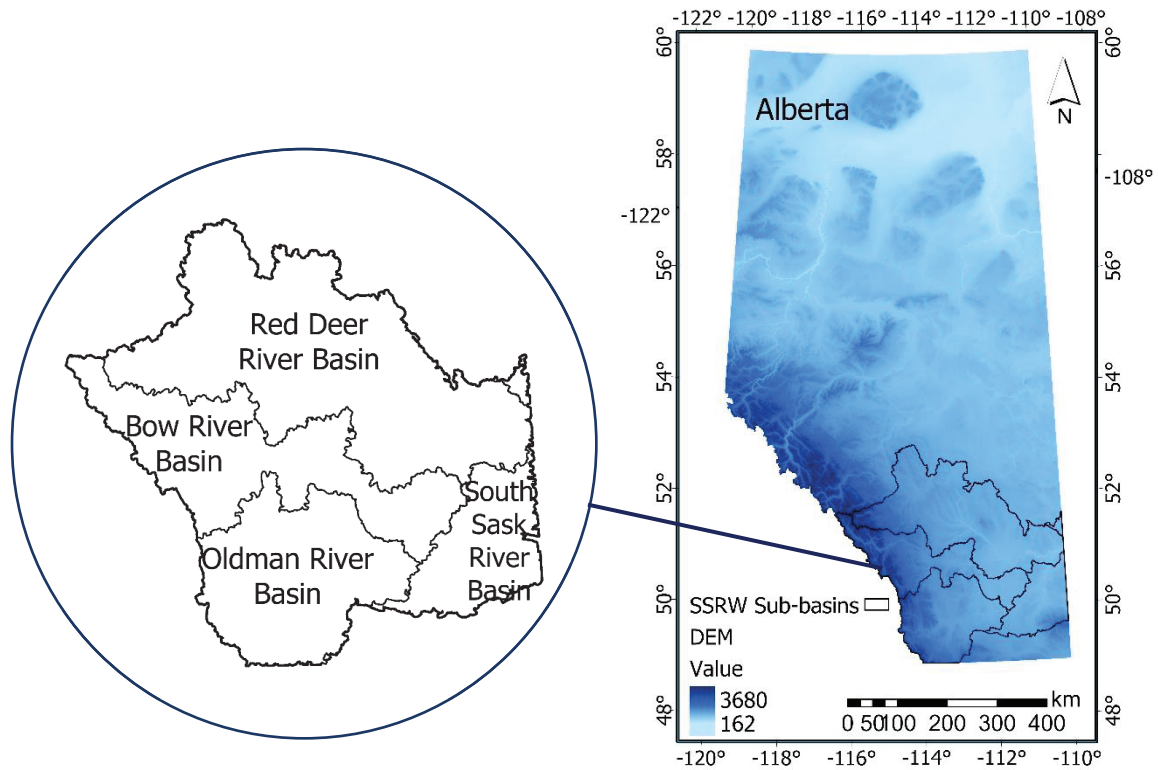 Red Deer
River Basin
Bow River
Basin
South
Sask
River
Basin
Oldman River
Basin
-122° -120° -118° -116° -114° -112° -110° -108°
60°
60°
Alberta
N
58°
-108°
-122°
56°
56°
54°
54°
52°
52°
50°
50°
SSRW Sub-basins
DEM
Value
3680
162
km
0 50 100 200 300 400
48°
48°
-120° -118° -116° -114° -112° -110°